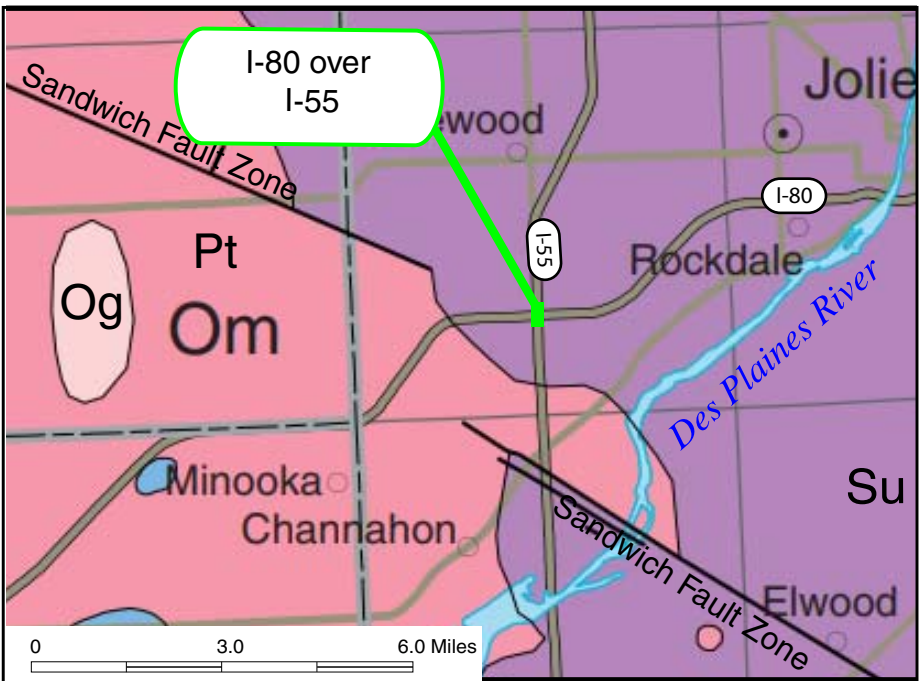 I-80 over
I-55
Sandwich Fault Zone
ewood
Jolie
I-80
I-55
Rockdale
Pt
Og
Om
Des Plaines River
Minooka
Channahon
Su
Sandwich Fault Zone
Elwood
0 3.0 6.0 Miles